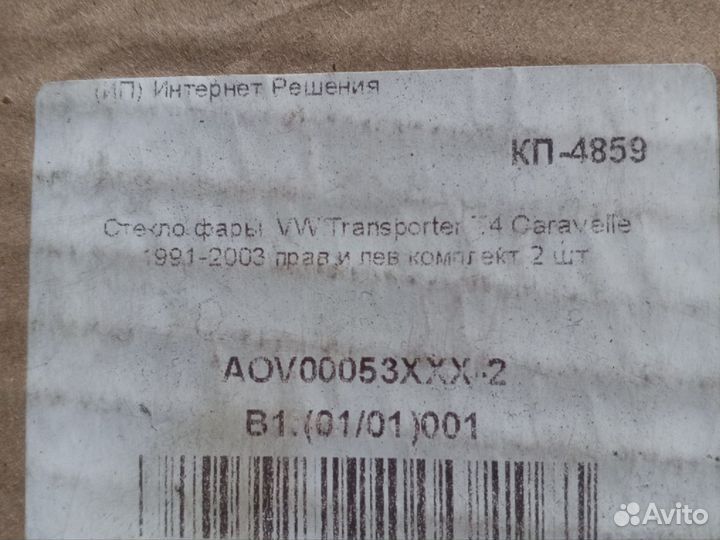 (ИП) Интернет Решения
КП-4859
Стекло фары VW Transporter T4 Caravelle
1991-2003 прав и лев комплект 2 шт
AOV00053XXX-2
B1.(01/01)001
Avito